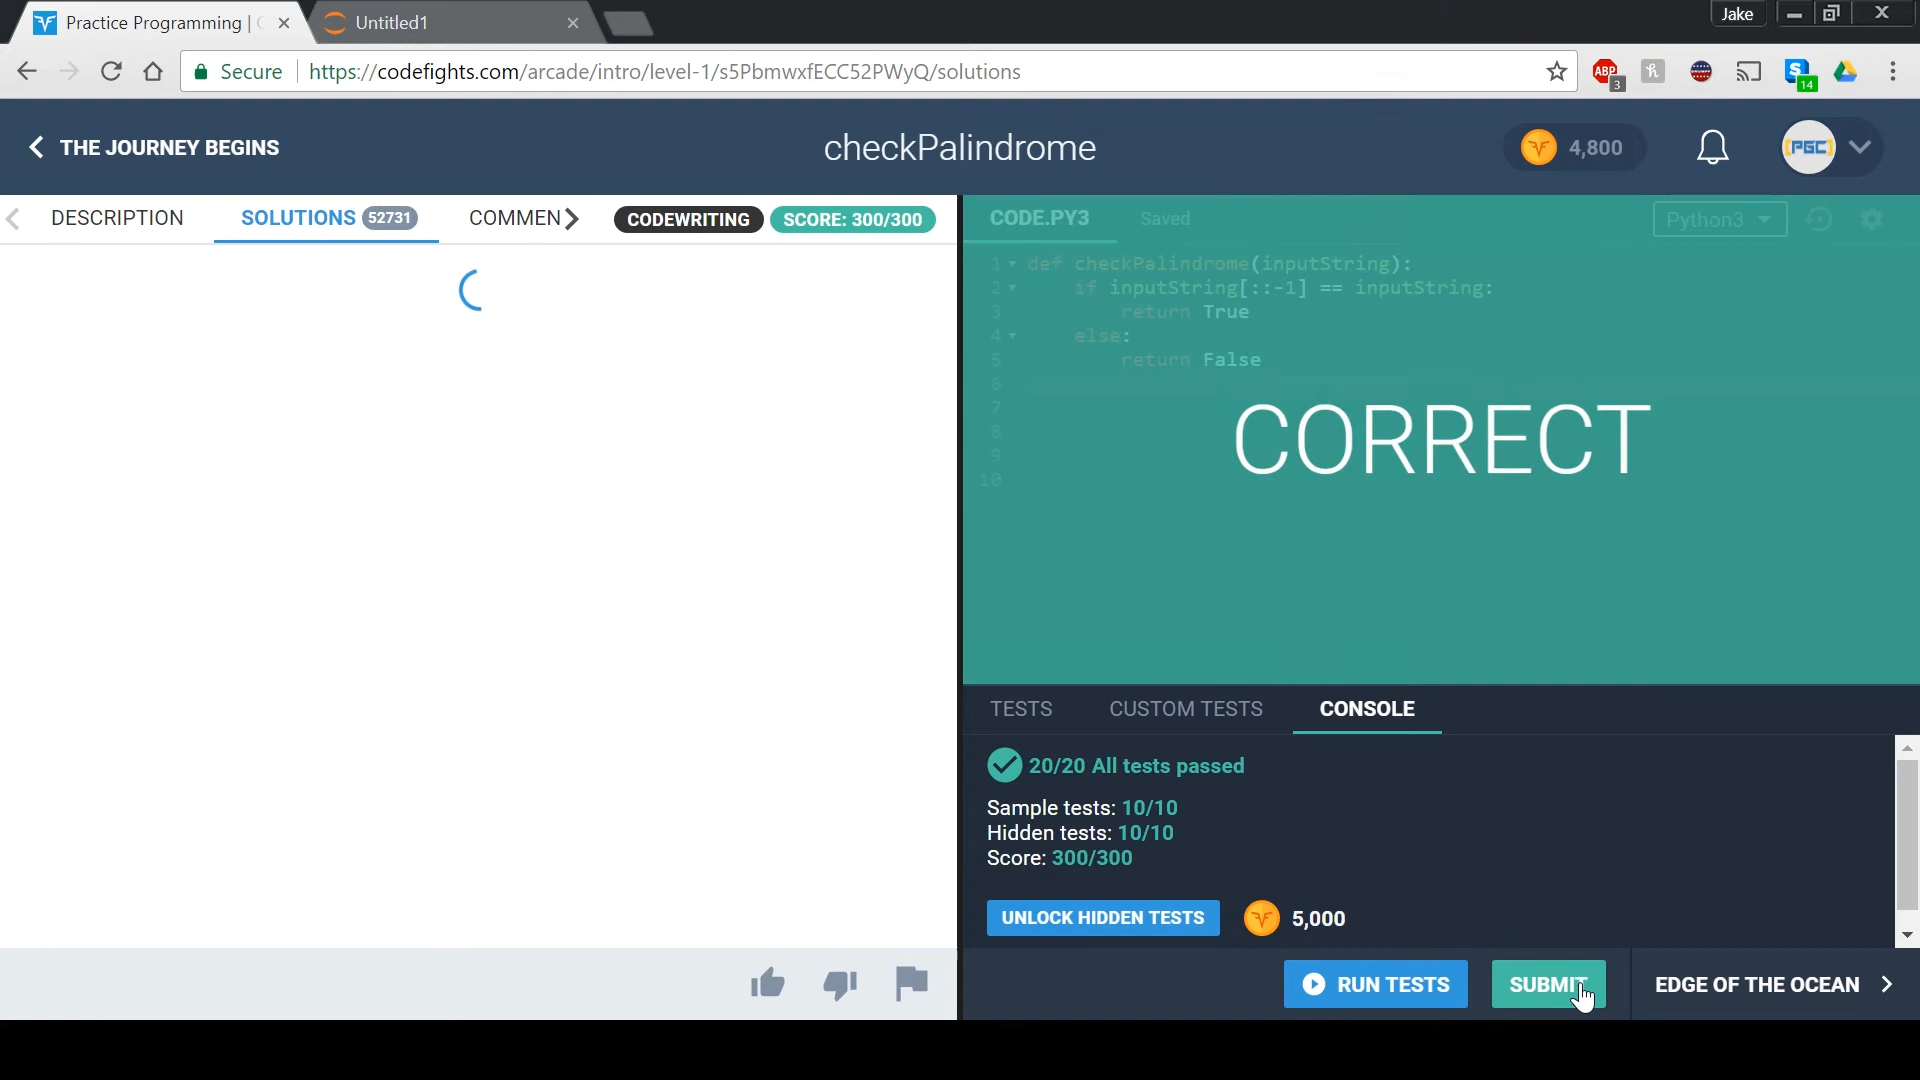 Practice Programming |
Untitled1
Jake
Secure
https://codefights.com/arcade/intro/level-1/s5PbmwxfECC52PWyQ/solutions
ABP
3
14
THE JOURNEY BEGINS
checkPalindrome
4,800
PGC
DESCRIPTION
SOLUTIONS 52731
COMMEN
CODEWRITING
SCORE: 300/300
CODE.PY3
Saved
Python3
1 def checkPalindrome(inputString):
2 if inputString[::-1] == inputString:
3 return True
4 else:
5 return False
6
7
8
9
10
CORRECT
TESTS
CUSTOM TESTS
CONSOLE
20/20 All tests passed
Sample tests: 10/10
Hidden tests: 10/10
Score: 300/300
UNLOCK HIDDEN TESTS
5,000
RUN TESTS
SUBMIT
EDGE OF THE OCEAN